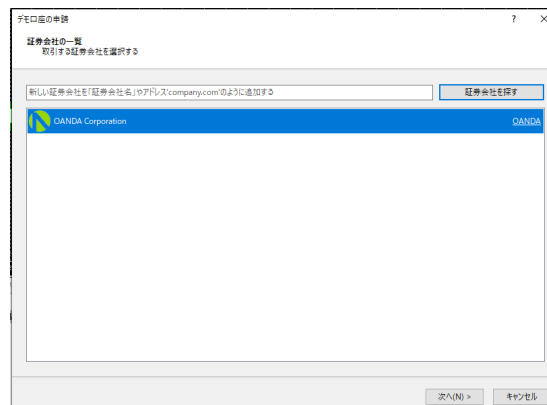 デモ口座の申請
? ×
証券会社の一覧
取引する証券会社を選択する
新しい証券会社を「証券会社名」やアドレス'company.com'のように追加する
証券会社を探す
OANDA Corporation
OANDA
次へ(N) >
キャンセル